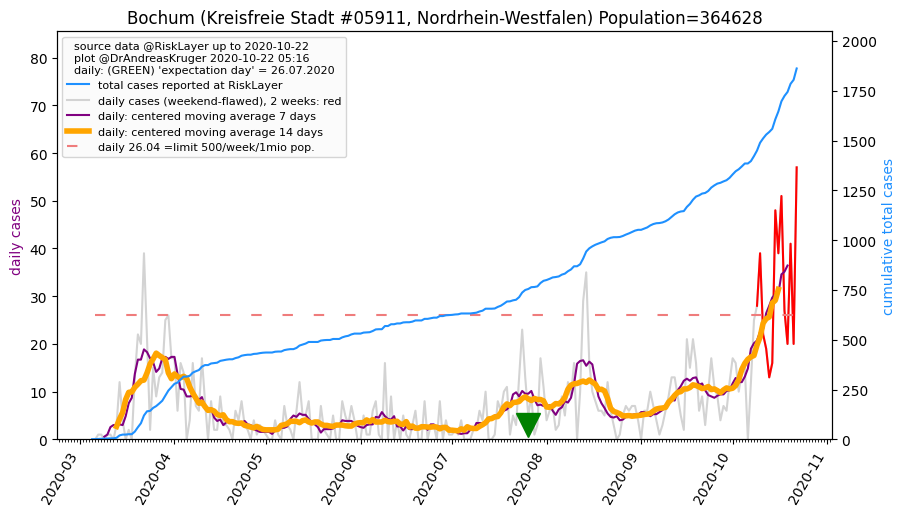 Bochum (Kreisfreie Stadt #05911, Nordrhein-Westfalen) Population=364628
source data @RiskLayer up to 2020-10-22
plot @DrAndreasKruger 2020-10-22 05:16
daily: (GREEN) 'expectation day' = 26.07.2020
total cases reported at RiskLayer
daily cases (weekend-flawed), 2 weeks: red
daily: centered moving average 7 days
daily: centered moving average 14 days
daily 26.04 =limit 500/week/1mio pop.
daily cases
80
70
60
50
40
30
20
10
0
cumulative total cases
2000
1750
1500
1250
1000
750
500
250
0
2020-03
2020-04
2020-05
2020-06
2020-07
2020-08
2020-09
2020-10
2020-11